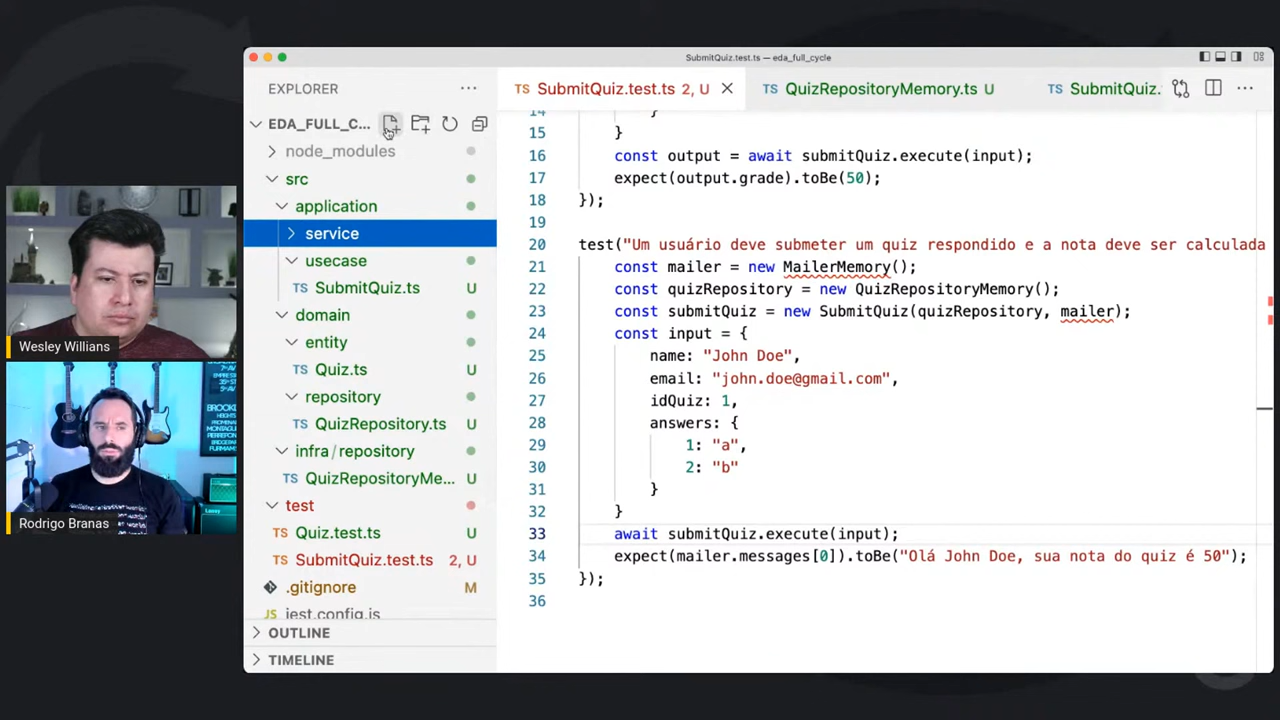 SubmitQuiz.test.ts — eda_full_cycle
EXPLORER
EDA_FULL_C...
node_modules
src
application
service
usecase
TS SubmitQuiz.ts U
domain
entity
TS Quiz.ts U
repository
TS QuizRepository.ts U
infra/repository
TS QuizRepositoryMe... U
test
TS Quiz.test.ts U
TS SubmitQuiz.test.ts 2, U
.gitignore M
JS jest.config.js
OUTLINE
TIMELINE
TS SubmitQuiz.test.ts 2, U
TS QuizRepositoryMemory.ts U
TS SubmitQuiz.
14 }
15 }
16 const output = await submitQuiz.execute(input);
17 expect(output.grade).toBe(50);
18 });
19
20 test("Um usuário deve submeter um quiz respondido e a nota deve ser calculada
21 const mailer = new MailerMemory();
22 const quizRepository = new QuizRepositoryMemory();
23 const submitQuiz = new SubmitQuiz(quizRepository, mailer);
24 const input = {
25 name: "John Doe",
26 email: "john.doe@gmail.com",
27 idQuiz: 1,
28 answers: {
29 1: "a",
30 2: "b"
31 }
32 }
33 await submitQuiz.execute(input);
34 expect(mailer.messages[0]).toBe("Olá John Doe, sua nota do quiz é 50");
35 });
36
Wesley Willians
Rodrigo Branas